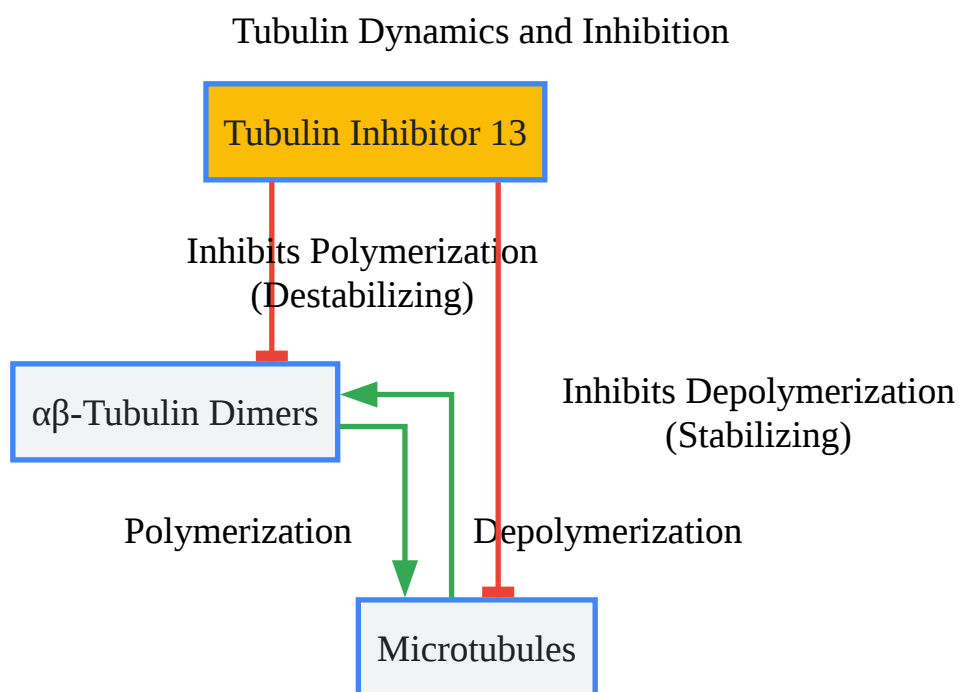 Tubulin Dynamics and Inhibition
Tubulin Inhibitor 13
Inhibits Polymerization
(Destabilizing)
αβ-Tubulin Dimers
Inhibits Depolymerization
(Stabilizing)
Polymerization
Depolymerization
Microtubules